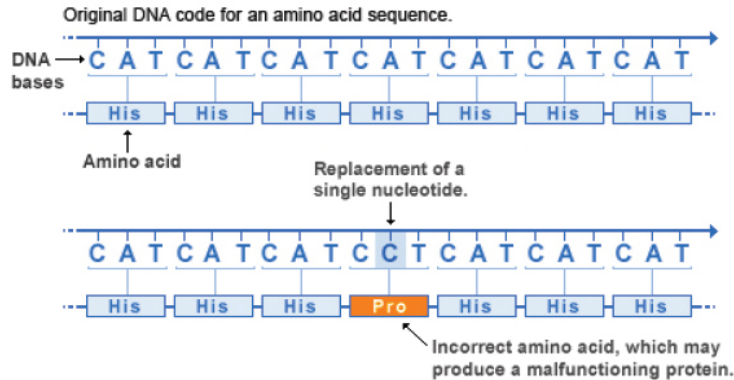 Original DNA code for an amino acid sequence.
DNA bases
C A T C A T C A T C A T C A T C A T C A T
His His His His His His His
Amino acid
Replacement of a
single nucleotide.
C A T C A T C A T C C T C A T C A T C A T
His His His Pro His His His
Incorrect amino acid, which may
produce a malfunctioning protein.